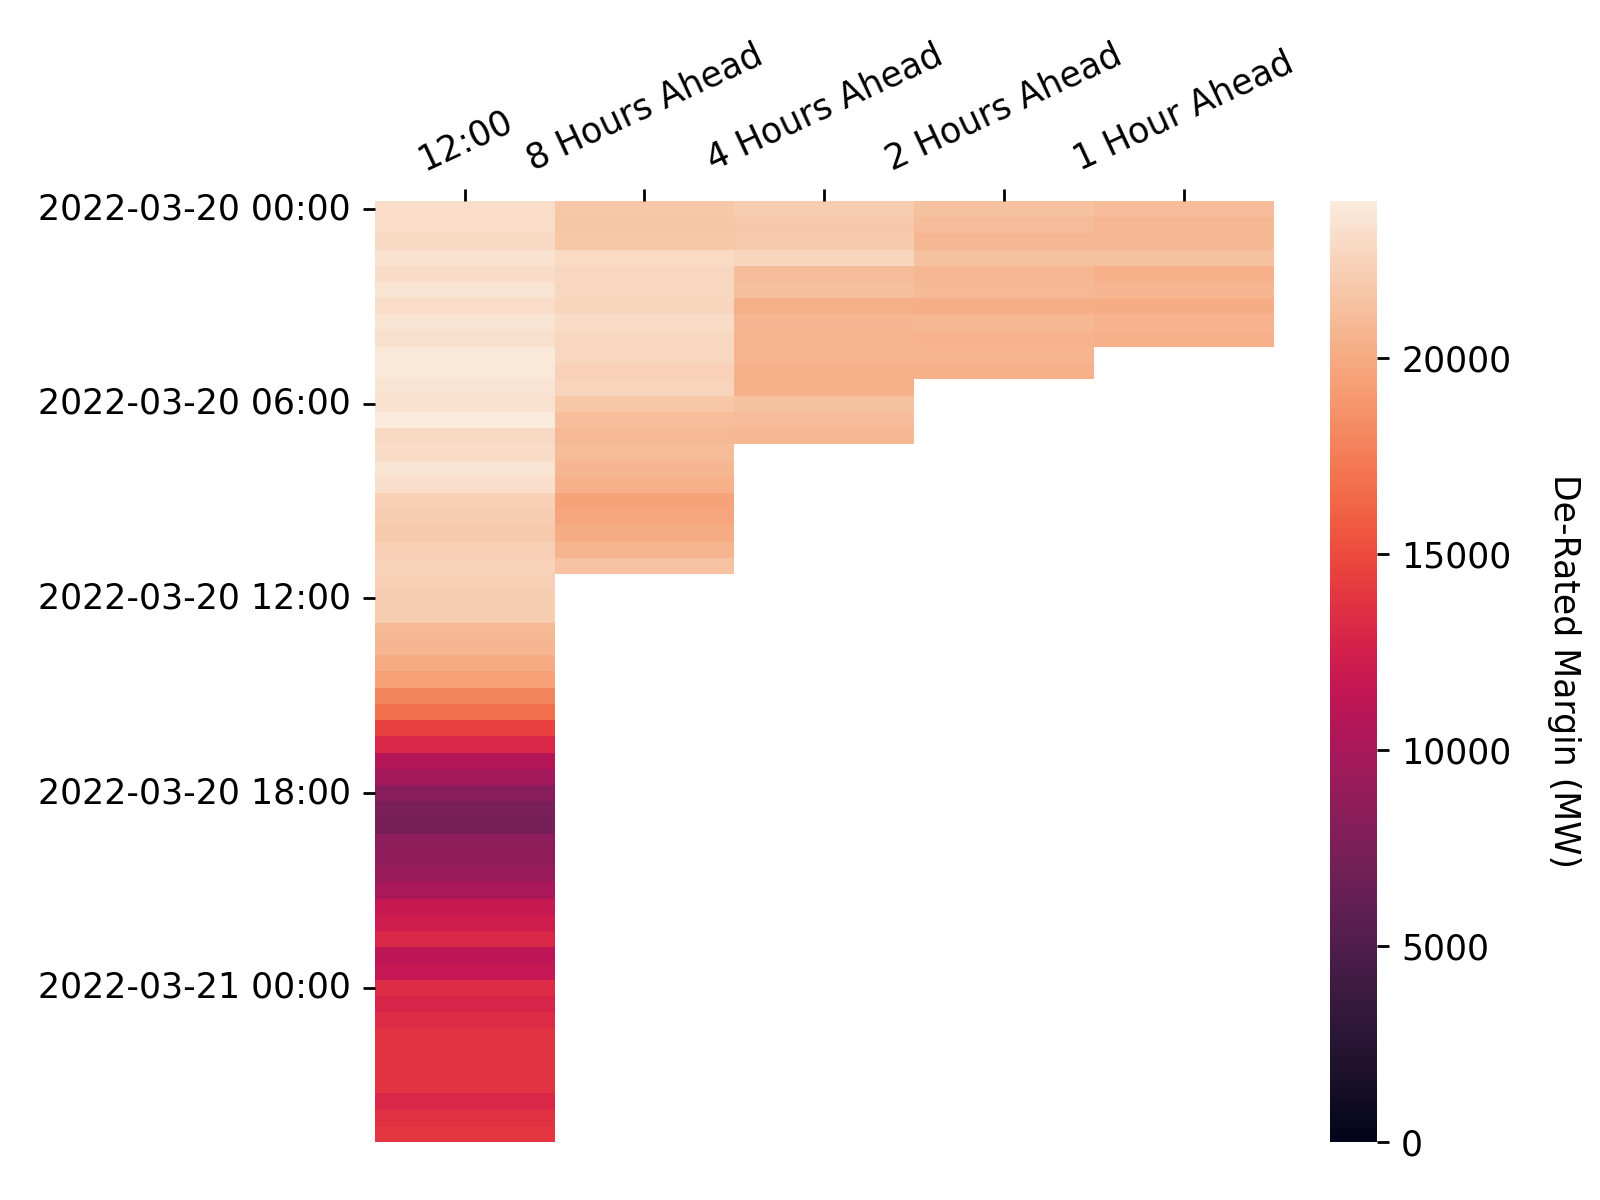 12:00
8 Hours Ahead
4 Hours Ahead
2 Hours Ahead
1 Hour Ahead
2022-03-20 00:00
2022-03-20 06:00
2022-03-20 12:00
2022-03-20 18:00
2022-03-21 00:00
20000
15000
10000
5000
0
De-Rated Margin (MW)